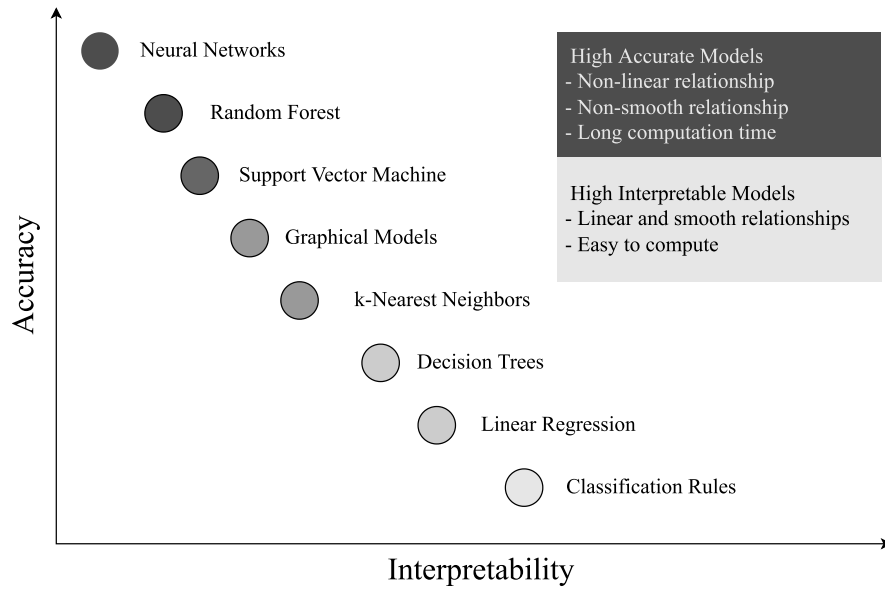 Neural Networks
Random Forest
Support Vector Machine
Graphical Models
k-Nearest Neighbors
Decision Trees
Linear Regression
Classification Rules
High Accurate Models
- Non-linear relationship
- Non-smooth relationship
- Long computation time
High Interpretable Models
- Linear and smooth relationships
- Easy to compute
Accuracy
Interpretability